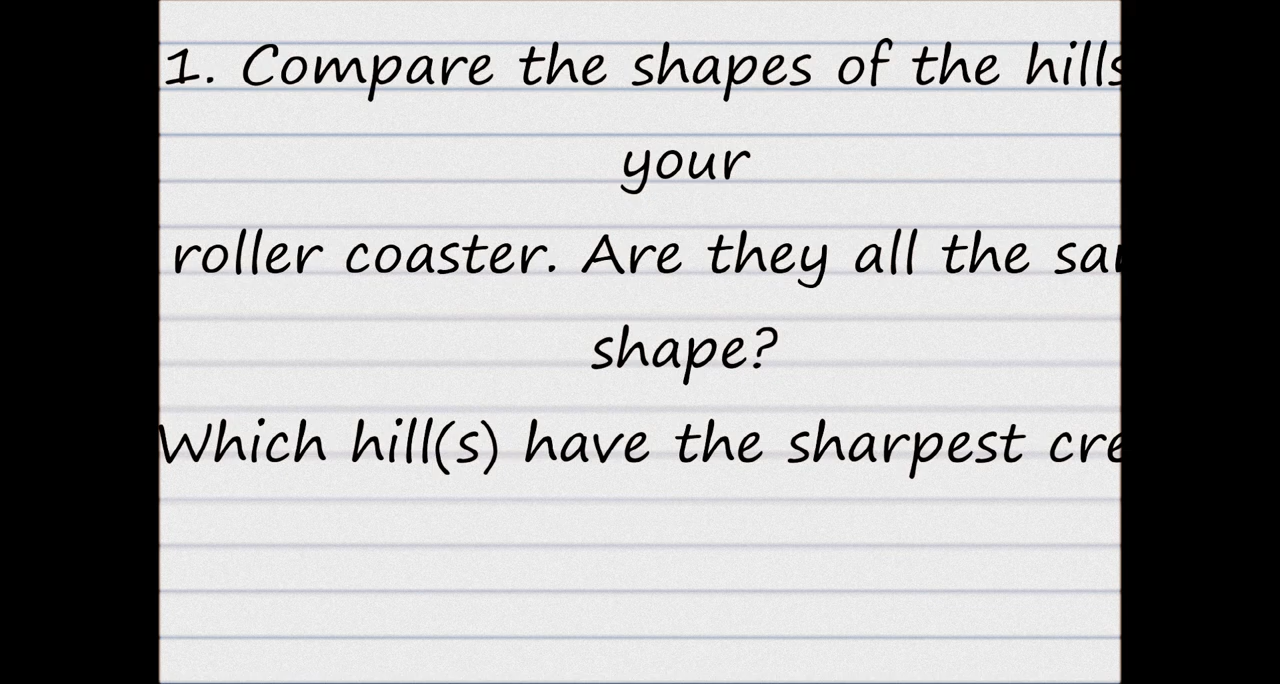 1. Compare the shapes of the hills
your
roller coaster. Are they all the
shape?
Which hill(s) have the sharpest